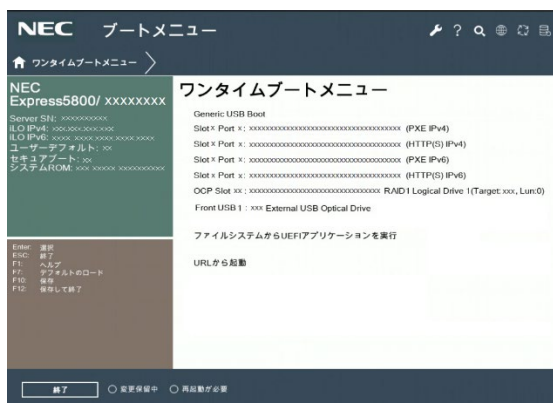 NEC ブートメニュー
ワンタイムブートメニュー
NEC
Express5800/ xxxxxxxx
Server SN: xxxxxxxxxx
iLO IPv4: xxx.xxx.xxx.xxx
iLO IPv6: xxxx xxxx xxxx xxxx xxxx
ユーザーデフォルト: xx
セキュアブート: xx
システムROM: xxx xxxxx xxxxxxxxxx
Enter: 選択
ESC: 終了
F1: ヘルプ
F7: デフォルトのロード
F10: 保存
F12: 保存して終了
ワンタイムブートメニュー
Generic USB Boot
Slot x Port x: xxxxxxxxxxxxxxxxxxxxxxxxxxxxxxxxxxxxxx (PXE IPv4)
Slot x Port x: xxxxxxxxxxxxxxxxxxxxxxxxxxxxxxxxxxxxxx (HTTP(S) IPv4)
Slot x Port x: xxxxxxxxxxxxxxxxxxxxxxxxxxxxxxxxxxxxxx (PXE IPv6)
Slot x Port x: xxxxxxxxxxxxxxxxxxxxxxxxxxxxxxxxxxxxxx (HTTP(S) IPv6)
OCP Slot xx : xxxxxxxxxxxxxxxxxxxxxxxxxxxxxxxxx RAID1 Logical Drive 1(Target: xxx, Lun:0)
Front USB 1 : xxx External USB Optical Drive
ファイルシステムからUEFIアプリケーションを実行
URLから起動
終了 変更保留中 再起動が必要